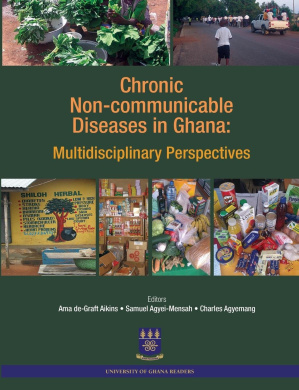 Chronic
Non-communicable
Diseases in Ghana:
Multidisciplinary Perspectives
SHILOH HERBAL
Editors
Ama de-Graft Aikins • Samuel Agyei-Mensah • Charles Agyemang
UNIVERSITY OF GHANA READERS